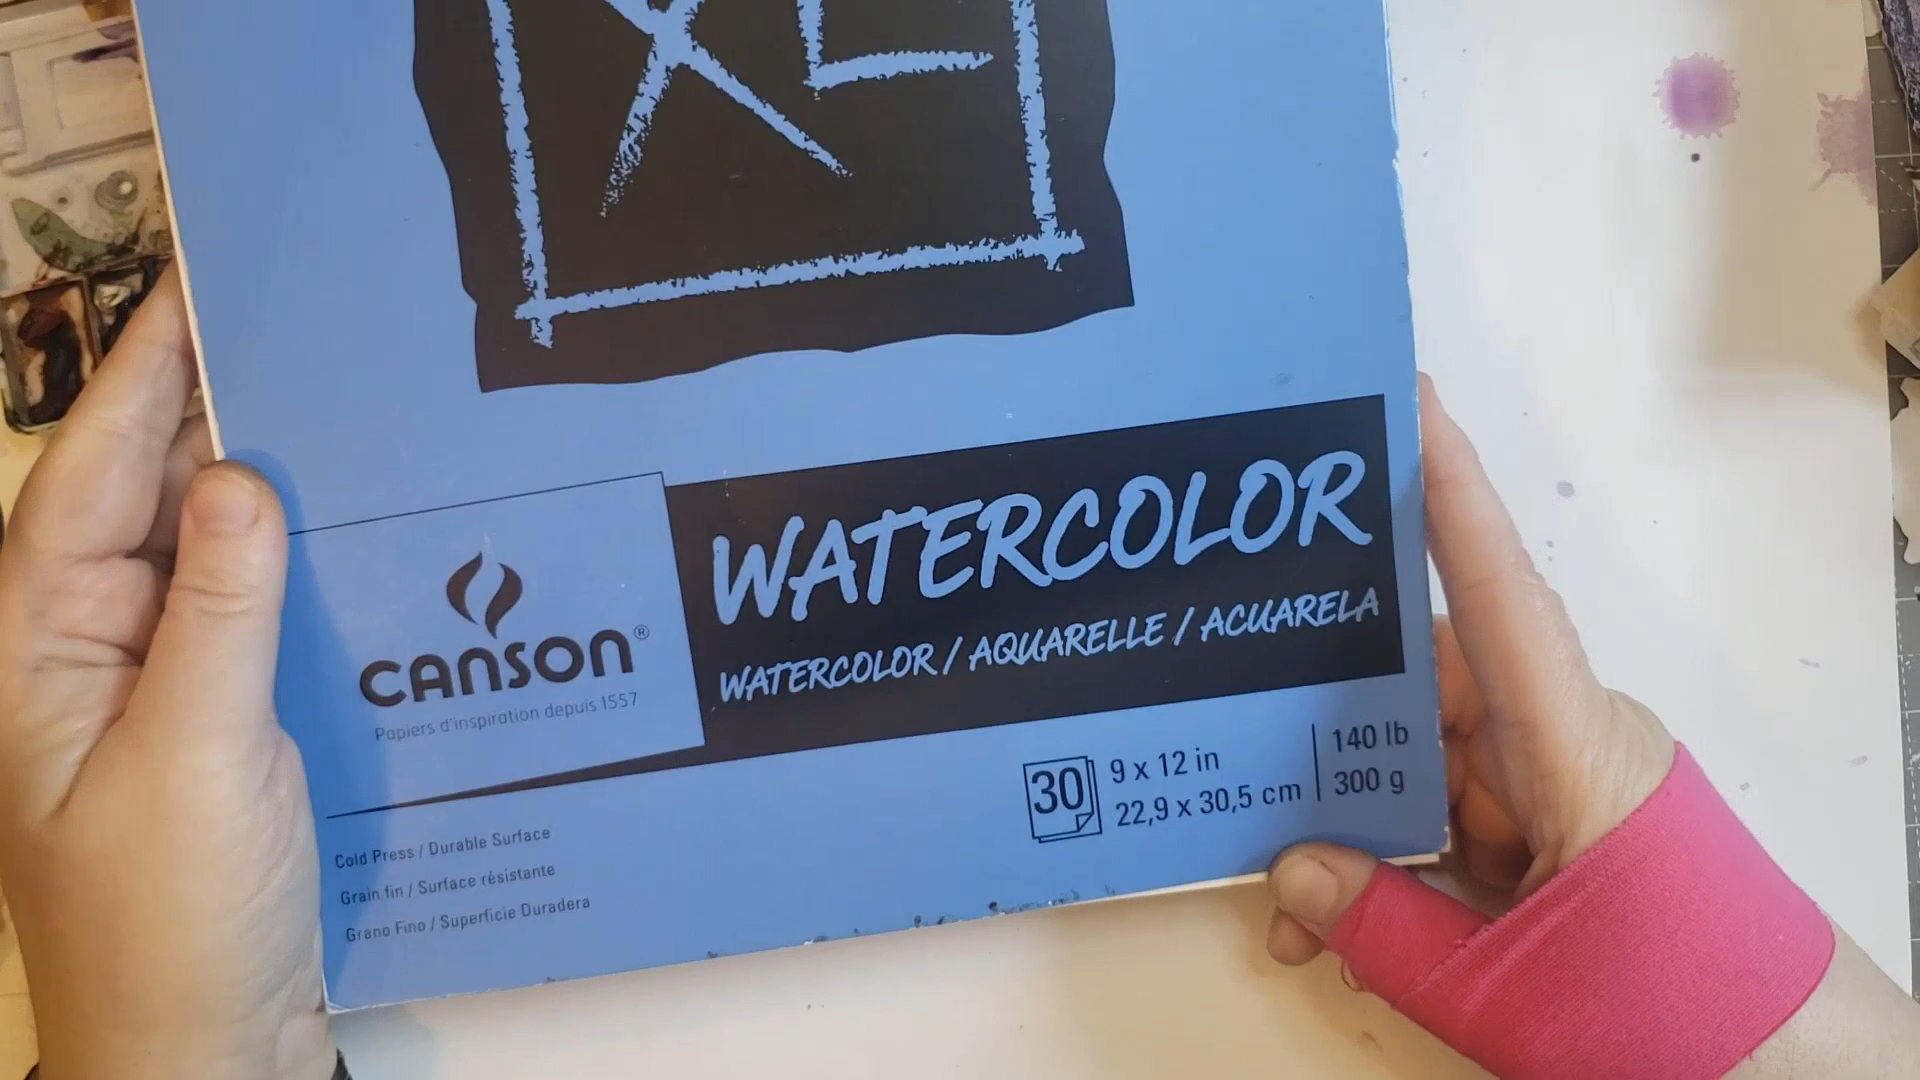 XL
CANSON®
Papiers d'inspiration depuis 1557
WATERCOLOR
WATERCOLOR / AQUARELLE / ACUARELA
30
9 x 12 in
22,9 x 30,5 cm
140 lb
300 g
Cold Press / Durable Surface
Grain fin / Surface résistante
Grano Fino / Superficie Duradera